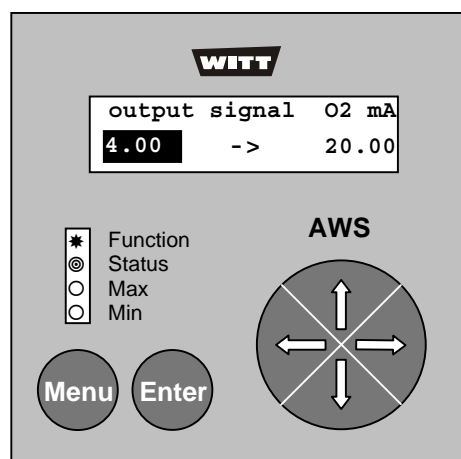 WITT
output signal O2 mA
4.00 -> 20.00
AWS
Function
Status
Max
Min
Menu Enter